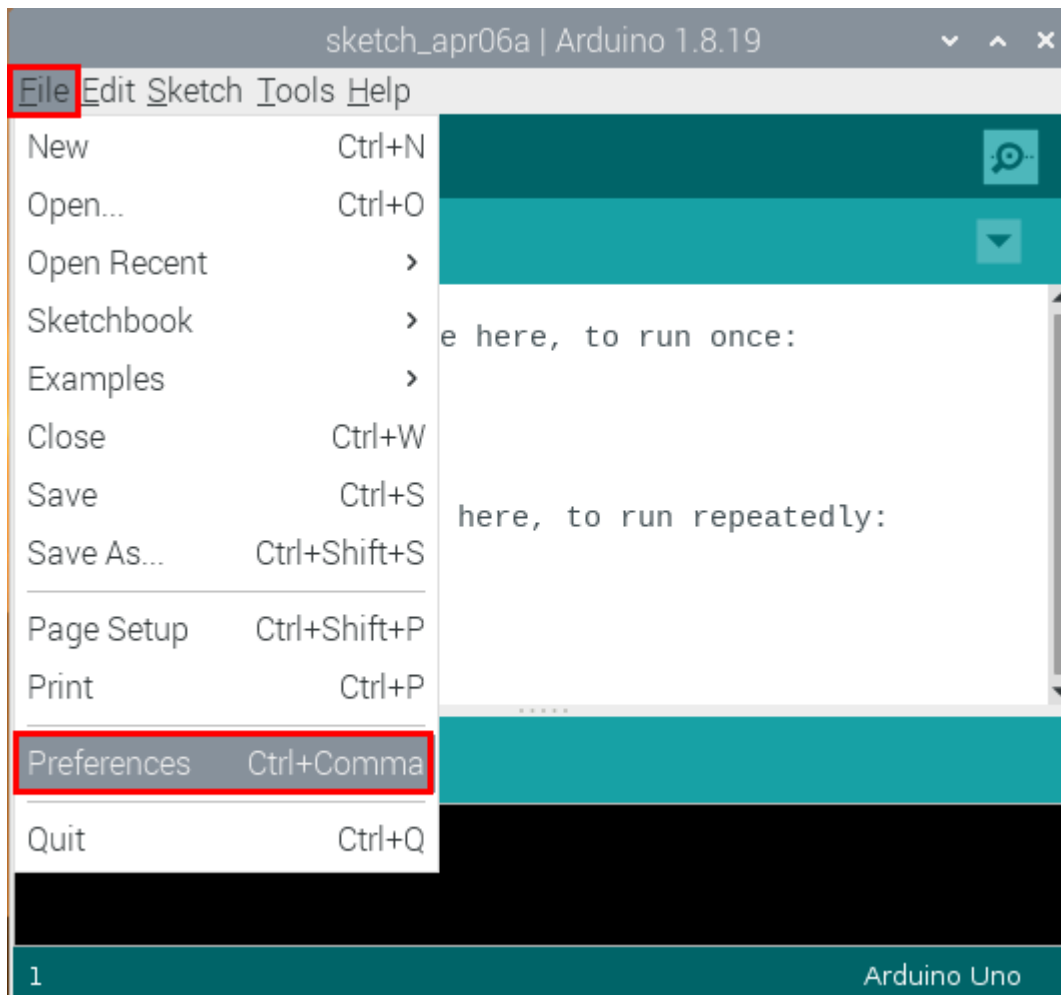 sketch_apr06a | Arduino 1.8.19
File Edit Sketch Tools Help
New Ctrl+N
Open... Ctrl+O
Open Recent
Sketchbook
e here, to run once:
Examples
Close Ctrl+W
Save Ctrl+S
here, to run repeatedly:
Save As... Ctrl+Shift+S
Page Setup Ctrl+Shift+P
Print Ctrl+P
Preferences Ctrl+Comma
Quit Ctrl+Q
1 Arduino Uno